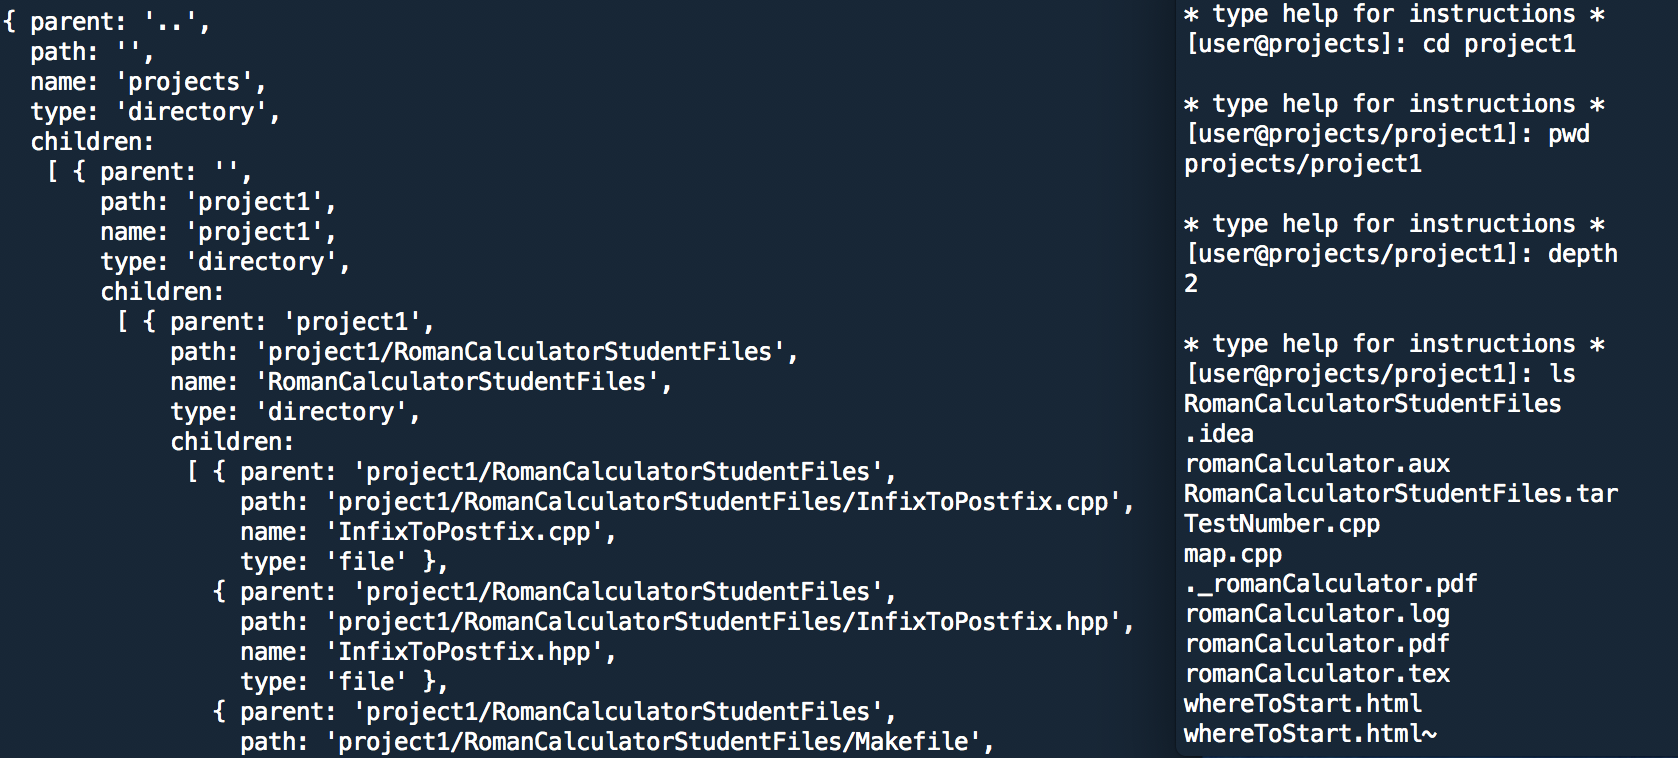 { parent: '..',
path: '',
name: 'projects',
type: 'directory',
children:
[ { parent: '',
path: 'project1',
name: 'project1',
type: 'directory',
children:
[ { parent: 'project1',
path: 'project1/RomanCalculatorStudentFiles',
name: 'RomanCalculatorStudentFiles',
type: 'directory',
children:
[ { parent: 'project1/RomanCalculatorStudentFiles',
path: 'project1/RomanCalculatorStudentFiles/InfixToPostfix.cpp',
name: 'InfixToPostfix.cpp',
type: 'file' },
{ parent: 'project1/RomanCalculatorStudentFiles',
path: 'project1/RomanCalculatorStudentFiles/InfixToPostfix.hpp',
name: 'InfixToPostfix.hpp',
type: 'file' },
{ parent: 'project1/RomanCalculatorStudentFiles',
path: 'project1/RomanCalculatorStudentFiles/Makefile',
* type help for instructions *
[user@projects]: cd project1
* type help for instructions *
[user@projects/project1]: pwd
projects/project1
* type help for instructions *
[user@projects/project1]: depth
2
* type help for instructions *
[user@projects/project1]: ls
RomanCalculatorStudentFiles
.idea
romanCalculator.aux
RomanCalculatorStudentFiles.tar
TestNumber.cpp
map.cpp
._romanCalculator.pdf
romanCalculator.log
romanCalculator.pdf
romanCalculator.tex
whereToStart.html
whereToStart.html~